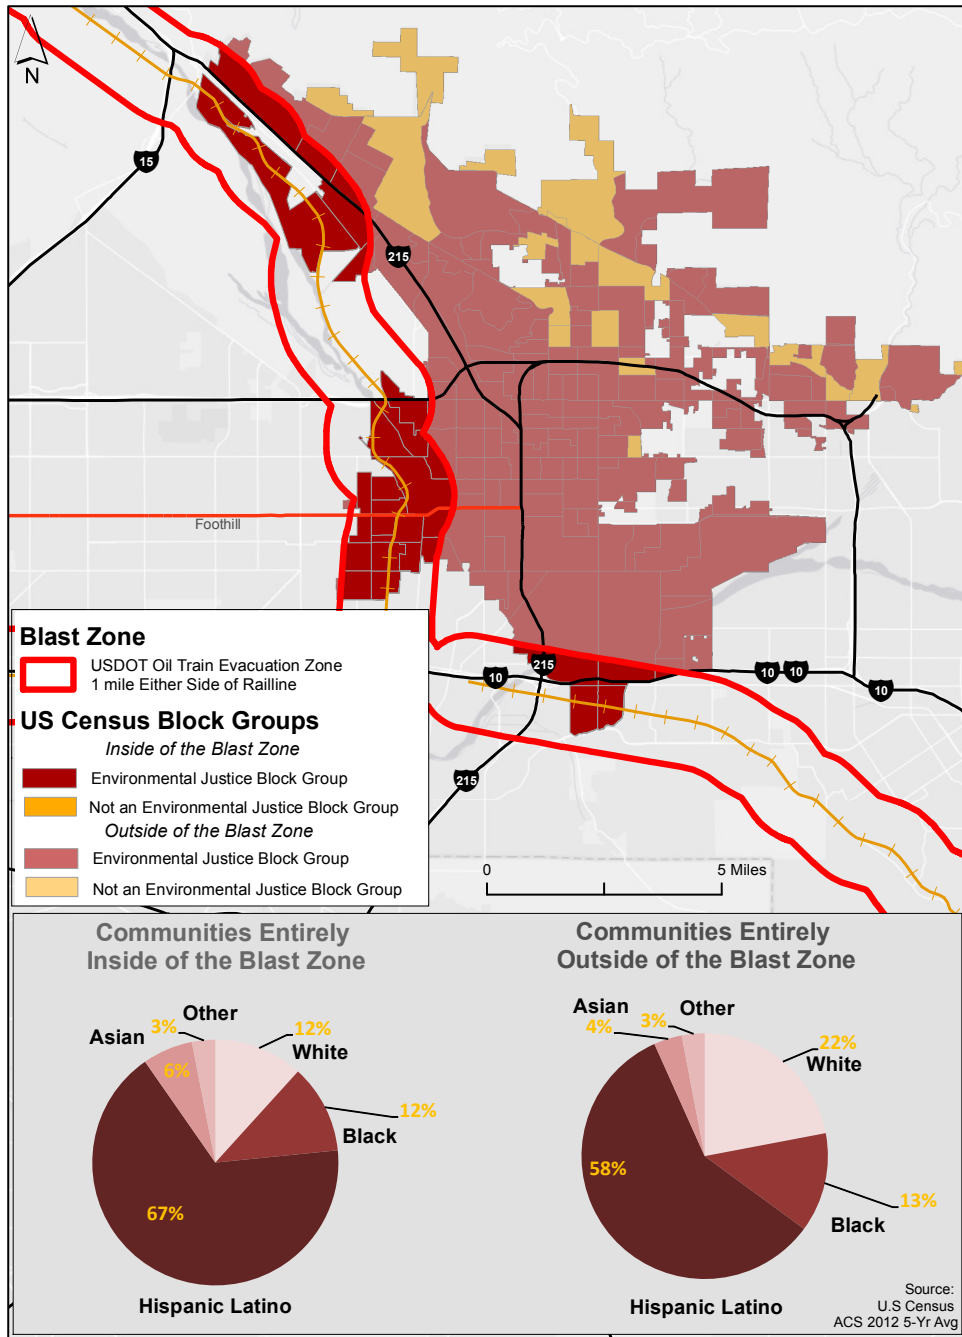 N
15
215
Foothill
Blast Zone
USDOT Oil Train Evacuation Zone
1 mile Either Side of Railline
US Census Block Groups
Inside of the Blast Zone
Environmental Justice Block Group
Not an Environmental Justice Block Group
Outside of the Blast Zone
Environmental Justice Block Group
Not an Environmental Justice Block Group
215
10
10
10
10
215
0
5 Miles
Communities Entirely
Inside of the Blast Zone
Other
3%
Asian
6%
12%
White
12%
Black
67%
Hispanic Latino
Communities Entirely
Outside of the Blast Zone
Asian
4%
3%
Other
22%
White
58%
13%
Black
Hispanic Latino
Source:
U.S Census
ACS 2012 5-Yr Avg